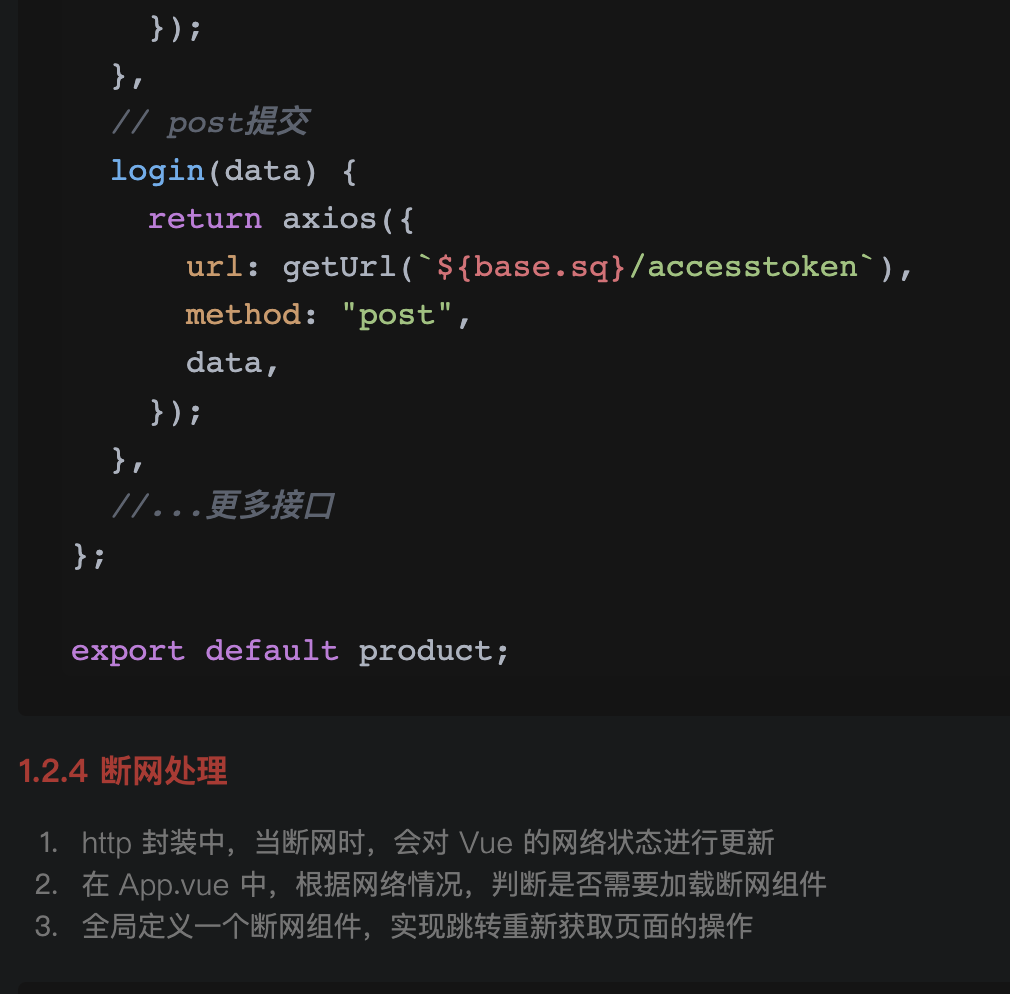 });
},
// post提交
login(data) {
return axios({
url: getUrl(`${base.sq}/accesstoken`),
method: "post",
data,
});
},
//...更多接口
};
export default product;
1.2.4 断网处理
1. http 封装中，当断网时，会对 Vue 的网络状态进行更新
2. 在 App.vue 中，根据网络情况，判断是否需要加载断网组件
3. 全局定义一个断网组件，实现跳转重新获取页面的操作